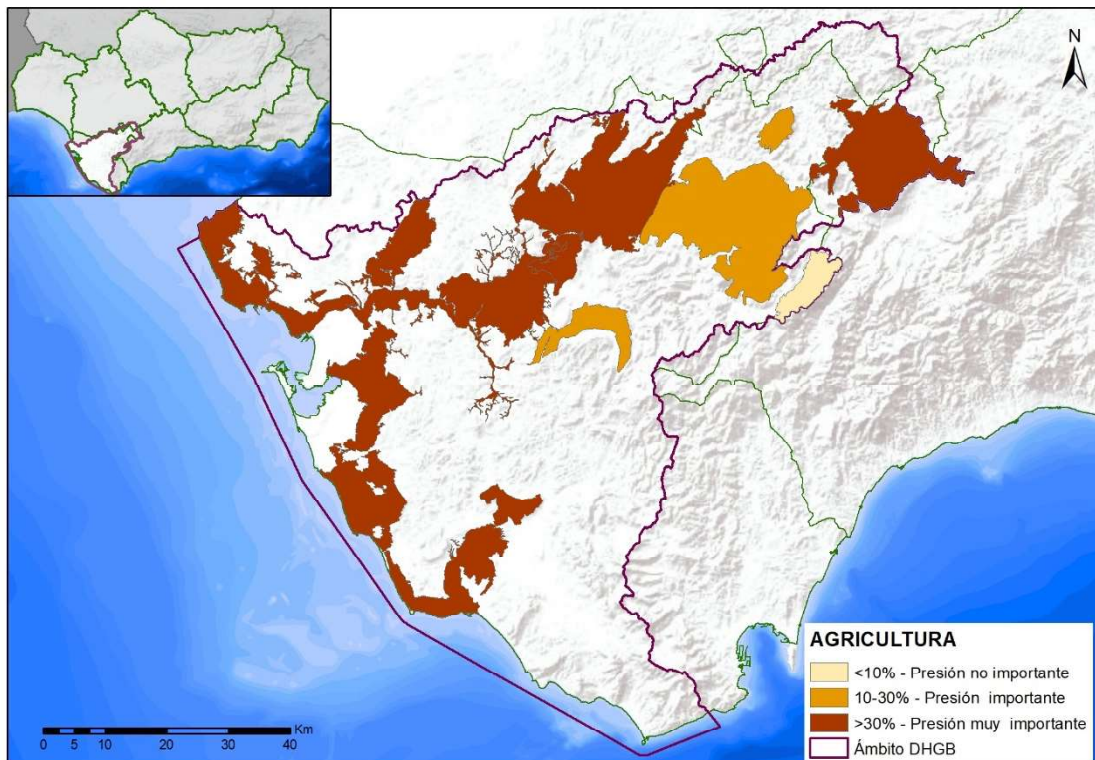 N
AGRICULTURA
<10% - Presión no importante
10-30% - Presión importante
>30% - Presión muy importante
Ámbito DHGB
Km
0 5 10 20 30 40